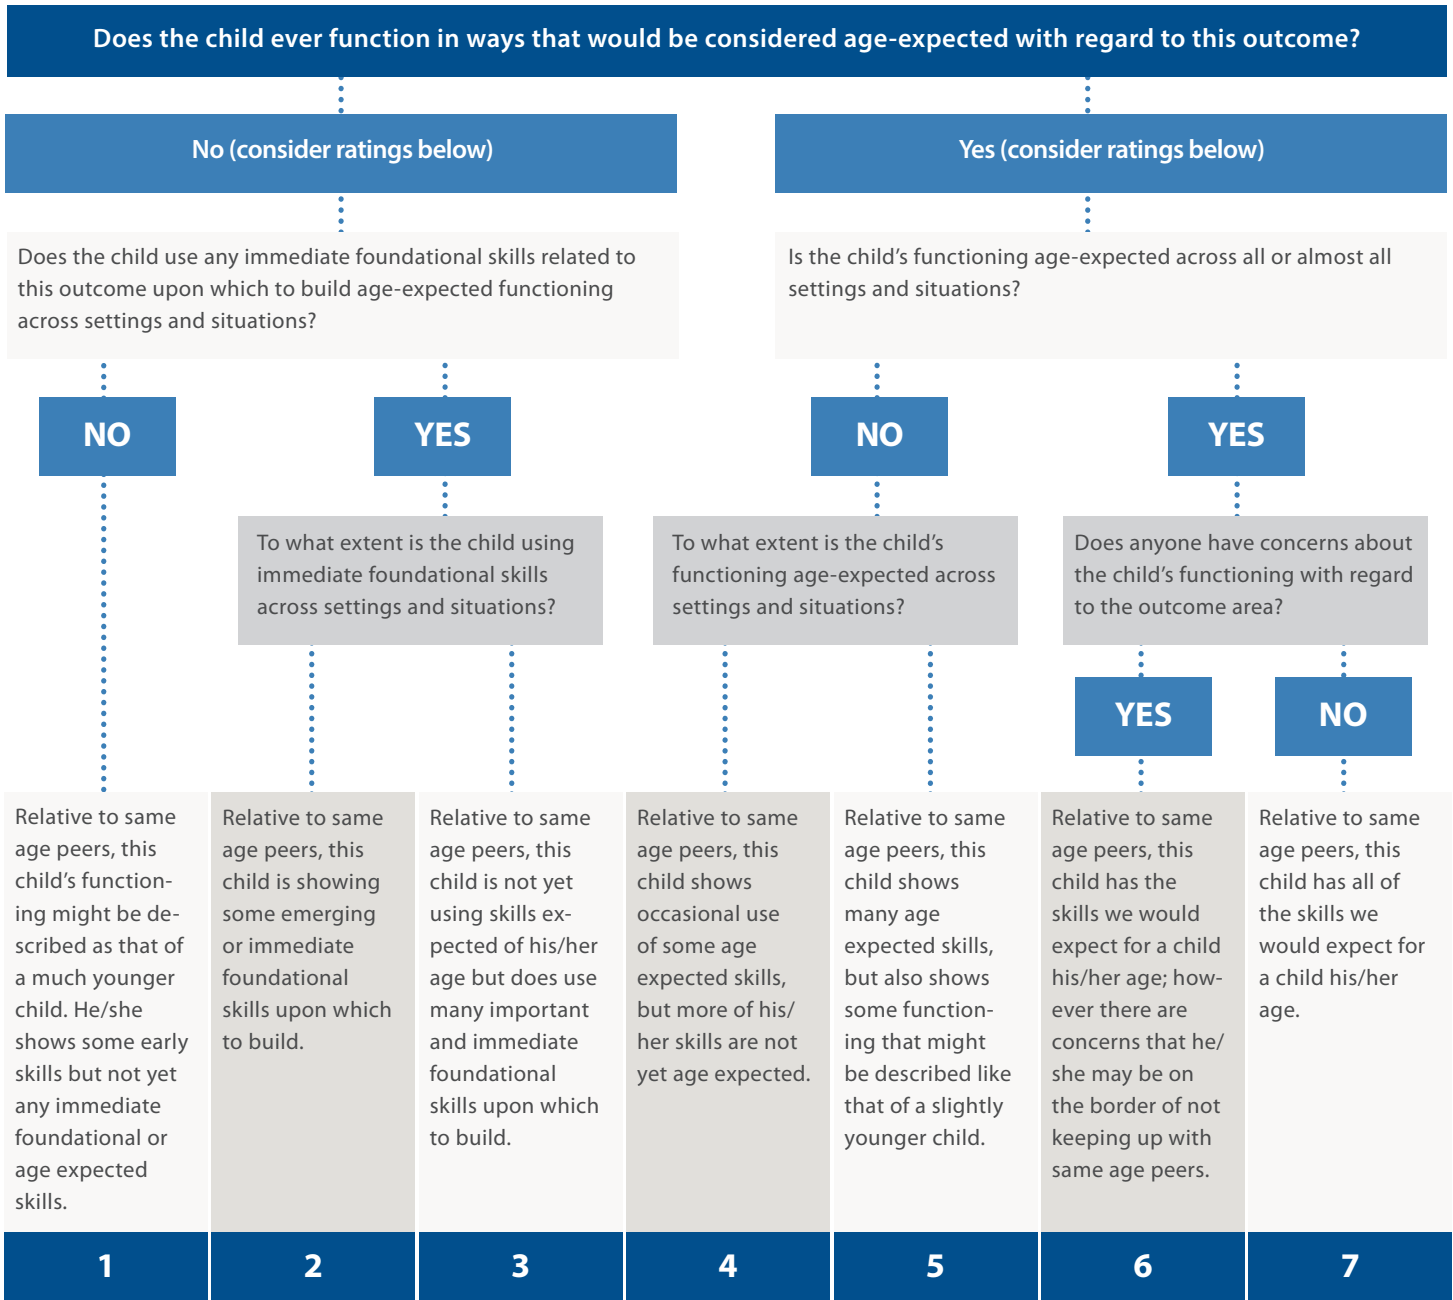 Does the child ever function in ways that would be considered age-expected with regard to this outcome?
No (consider ratings below)
Yes (consider ratings below)
Does the child use any immediate foundational skills related to
this outcome upon which to build age-expected functioning
across settings and situations?
Is the child’s functioning age-expected across all or almost all
settings and situations?
NO
YES
NO
YES
To what extent is the child using
immediate foundational skills
across settings and situations?
To what extent is the child’s
functioning age-expected across
settings and situations?
Does anyone have concerns about
the child’s functioning with regard
to the outcome area?
YES
NO
Relative to same
age peers, this
child’s function-
ing might be de-
scribed as that of
a much younger
child. He/she
shows some early
skills but not yet
any immediate
foundational or
age expected
skills.
Relative to same
age peers, this
child is showing
some emerging
or immediate
foundational
skills upon which
to build.
Relative to same
age peers, this
child is not yet
using skills ex-
pected of his/her
age but does use
many important
and immediate
foundational
skills upon which
to build.
Relative to same
age peers, this
child shows
occasional use
of some age
expected skills,
but more of his/
her skills are not
yet age expected.
Relative to same
age peers, this
child shows
many age
expected skills,
but also shows
some function-
ing that might
be described like
that of a slightly
younger child.
Relative to same
age peers, this
child has the
skills we would
expect for a child
his/her age; how-
ever there are
concerns that he/
she may be on
the border of not
keeping up with
same age peers.
Relative to same
age peers, this
child has all of
the skills we
would expect for
a child his/her
age.
1
2
3
4
5
6
7